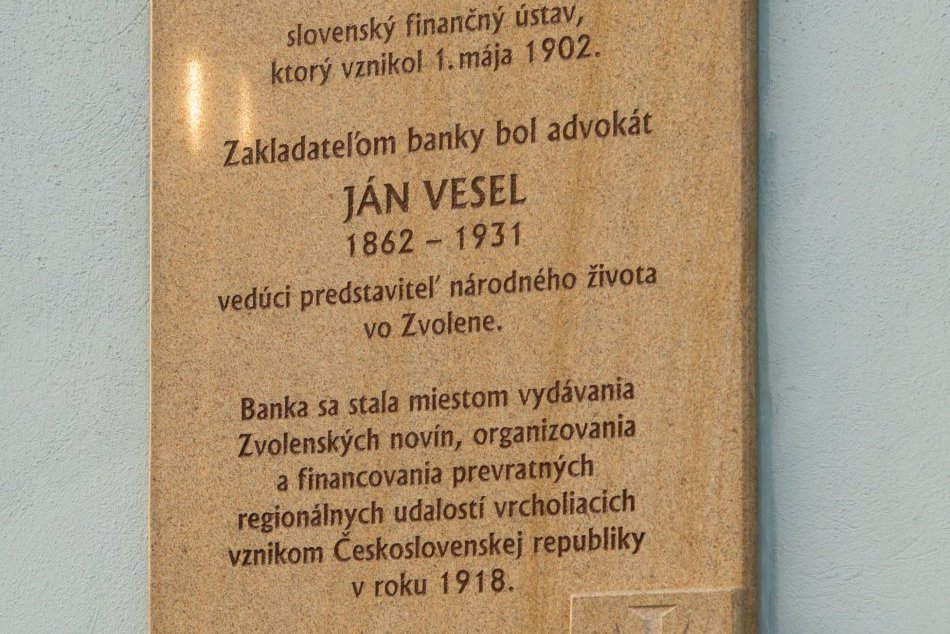 slovenský finančný ústav,
ktorý vznikol 1. mája 1902.
Zakladateľom banky bol advokát
JÁN VESEL
1862 – 1931
vedúci predstaviteľ národného života
vo Zvolene.
Banka sa stala miestom vydávania
Zvolenských novín, organizovania
a financovania prevratných
regionálnych udalostí vrcholiacich
vznikom Československej republiky
v roku 1918.